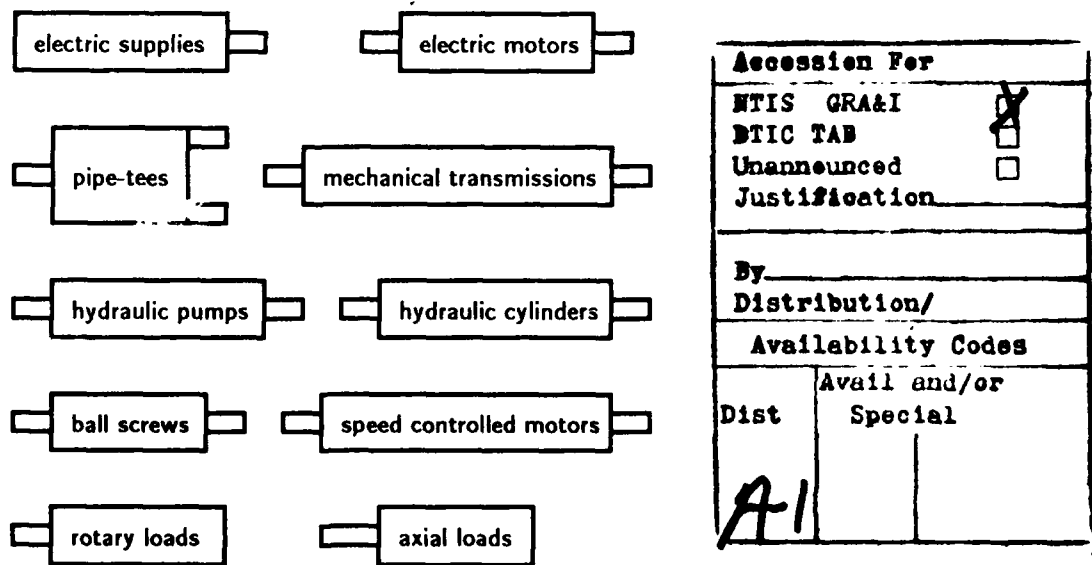 electric supplies
electric motors
pipe-tees
mechanical transmissions
hydraulic pumps
hydraulic cylinders
ball screws
speed controlled motors
rotary loads
axial loads
Accession For
NTIS GRA&I X
DTIC TAB
Unannounced
Justification
By
Distribution/
Availability Codes
Avail and/or
Dist Special
A1